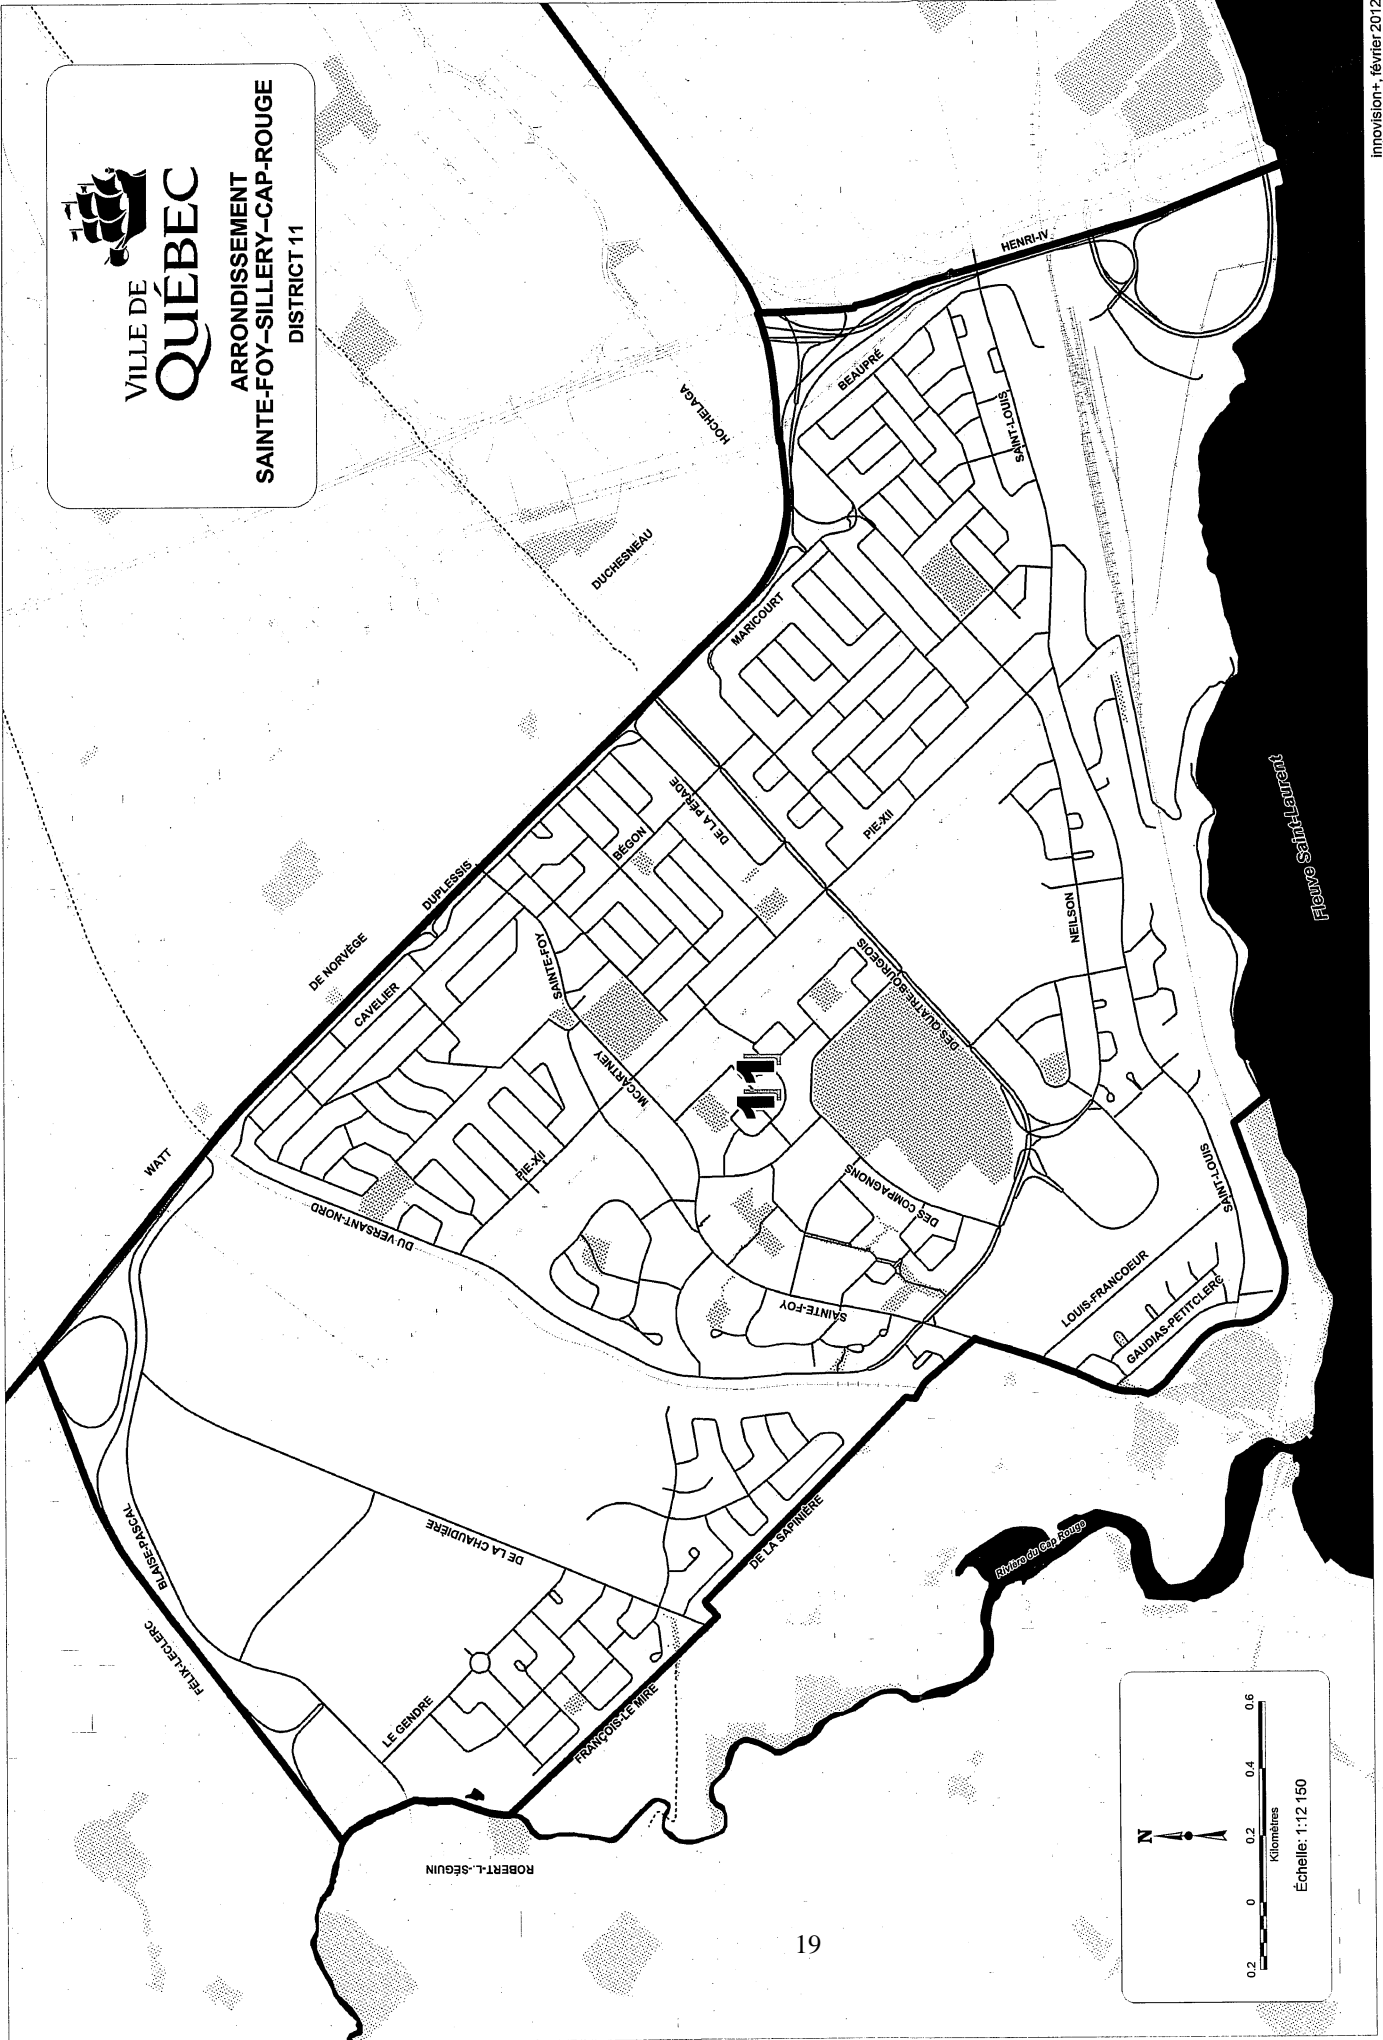 VILLE DE
QUÉBEC
ARRONDISSEMENT
SAINTE-FOY–SILLERY–CAP-ROUGE
DISTRICT 11
innovision+, février 2012
HENRI-IV
BEAUPRÉ
SAINT-LOUIS
HOCHELAGA
DUCHESNEAU
MARICOURT
DE LA PÉRADE
BÉGON
PIE-XII
NEILSON
Fleuve Saint-Laurent
DUPLESSIS
DE NORVÈGE
SAINTE-FOY
CAVELIER
DES QUATRE-BOURGEOIS
MCCARTNEY
11
WATT
PIE-XII
DES COMPAGNONS
DU-VERSANT-NORD
SAINT-LOUIS
LOUIS-FRANCOEUR
GAUDIAS-PETITCLERC
SAINTE-FOY
BLAISE-PASCAL
DE LA CHAUDIÈRE
DE LA SAPINIÈRE
Rivière du Cap Rouge
FÉLIX-LECLERC
LE GENDRE
FRANÇOIS-LE MIRE
ROBERT-L.-SÉGUIN
N
0.2 0 0.2 0.4 0.6
Kilomètres
Échelle: 1:12 150
19